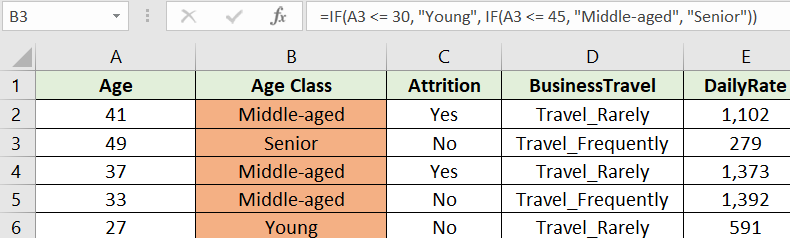 B3 fx =IF(A3 <= 30, "Young", IF(A3 <= 45, "Middle-aged", "Senior"))
A B C D E
1 Age Age Class Attrition BusinessTravel DailyRate
2 41 Middle-aged Yes Travel_Rarely 1,102
3 49 Senior No Travel_Frequently 279
4 37 Middle-aged Yes Travel_Rarely 1,373
5 33 Middle-aged No Travel_Frequently 1,392
6 27 Young No Travel_Rarely 591